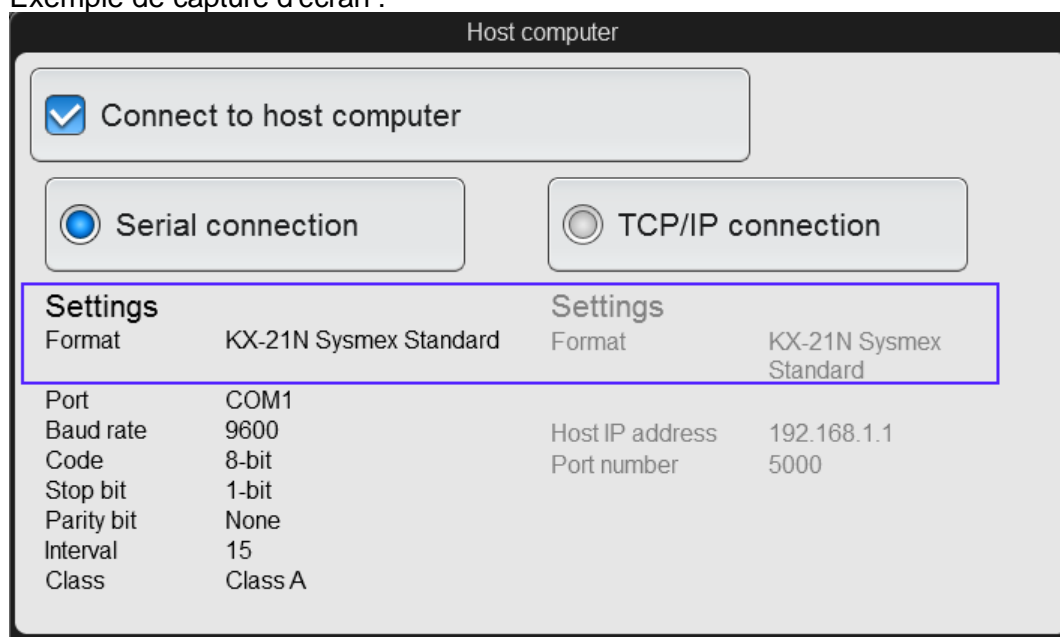 Exemple de capture d'écran :
Host computer
Connect to host computer
Serial connection
TCP/IP connection
Settings
Format KX-21N Sysmex Standard
Port COM1
Baud rate 9600
Code 8-bit
Stop bit 1-bit
Parity bit None
Interval 15
Class Class A
Settings
Format KX-21N Sysmex
Standard
Host IP address 192.168.1.1
Port number 5000